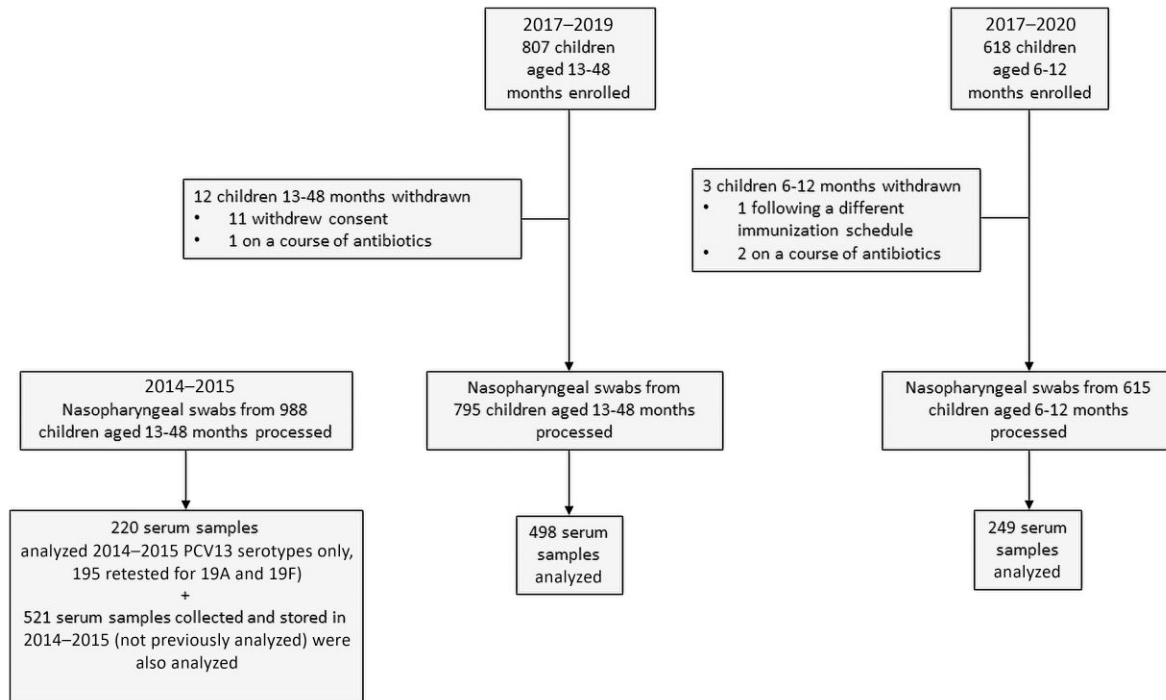 2017–2019
807 children
aged 13-48
months enrolled
2017–2020
618 children
aged 6-12
months enrolled
12 children 13-48 months withdrawn
• 11 withdrew consent
• 1 on a course of antibiotics
3 children 6-12 months withdrawn
• 1 following a different
immunization schedule
• 2 on a course of antibiotics
2014–2015
Nasopharyngeal swabs from 988
children aged 13-48 months processed
Nasopharyngeal swabs from
795 children aged 13-48 months
processed
Nasopharyngeal swabs from 615
children aged 6-12 months
processed
220 serum samples
analyzed 2014–2015 PCV13 serotypes only,
195 retested for 19A and 19F)
+
521 serum samples collected and stored in
2014–2015 (not previously analyzed) were
also analyzed
498 serum
samples
analyzed
249 serum
samples
analyzed